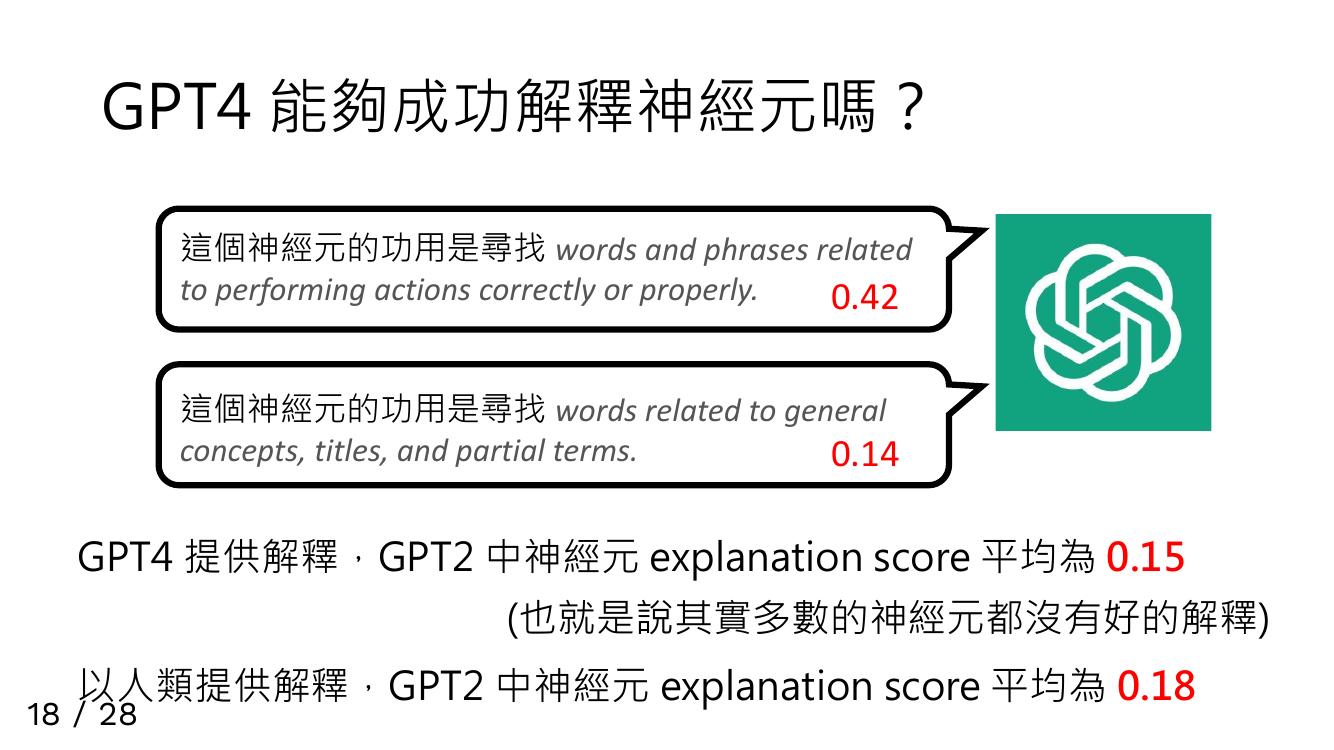 GPT4 能夠成功解釋神經元嗎？
這個神經元的功用是尋找 words and phrases related
to performing actions correctly or properly.
0.42
這個神經元的功用是尋找 words related to general
concepts, titles, and partial terms.
0.14
GPT4 提供解釋，GPT2 中神經元 explanation score 平均為 0.15
(也就是說其實多數的神經元都沒有好的解釋)
以人類提供解釋，GPT2 中神經元 explanation score 平均為 0.18
18 / 28